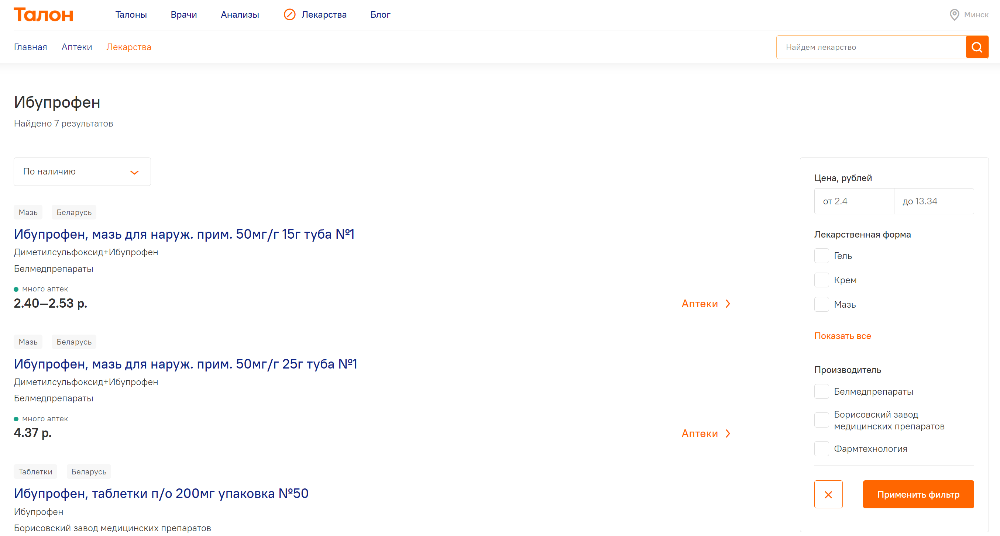 Талон
Талоны Врачи Анализы Лекарства Блог
Минск
Главная Аптеки Лекарства
Найдем лекарство
Ибупрофен
Найдено 7 результатов
По наличию
Мазь Беларусь
Ибупрофен, мазь для наруж. прим. 50мг/г 15г туба №1
Диметилсульфоксид+Ибупрофен
Белмедпрепараты
много аптек
2.40—2.53 р.
Аптеки
Мазь Беларусь
Ибупрофен, мазь для наруж. прим. 50мг/г 25г туба №1
Диметилсульфоксид+Ибупрофен
Белмедпрепараты
много аптек
4.37 р.
Аптеки
Таблетки Беларусь
Ибупрофен, таблетки п/о 200мг упаковка №50
Ибупрофен
Борисовский завод медицинских препаратов
Цена, рублей
от 2.4 до 13.34
Лекарственная форма
Гель
Крем
Мазь
Показать все
Производитель
Белмедпрепараты
Борисовский завод
медицинских препаратов
Фармтехнология
Применить фильтр